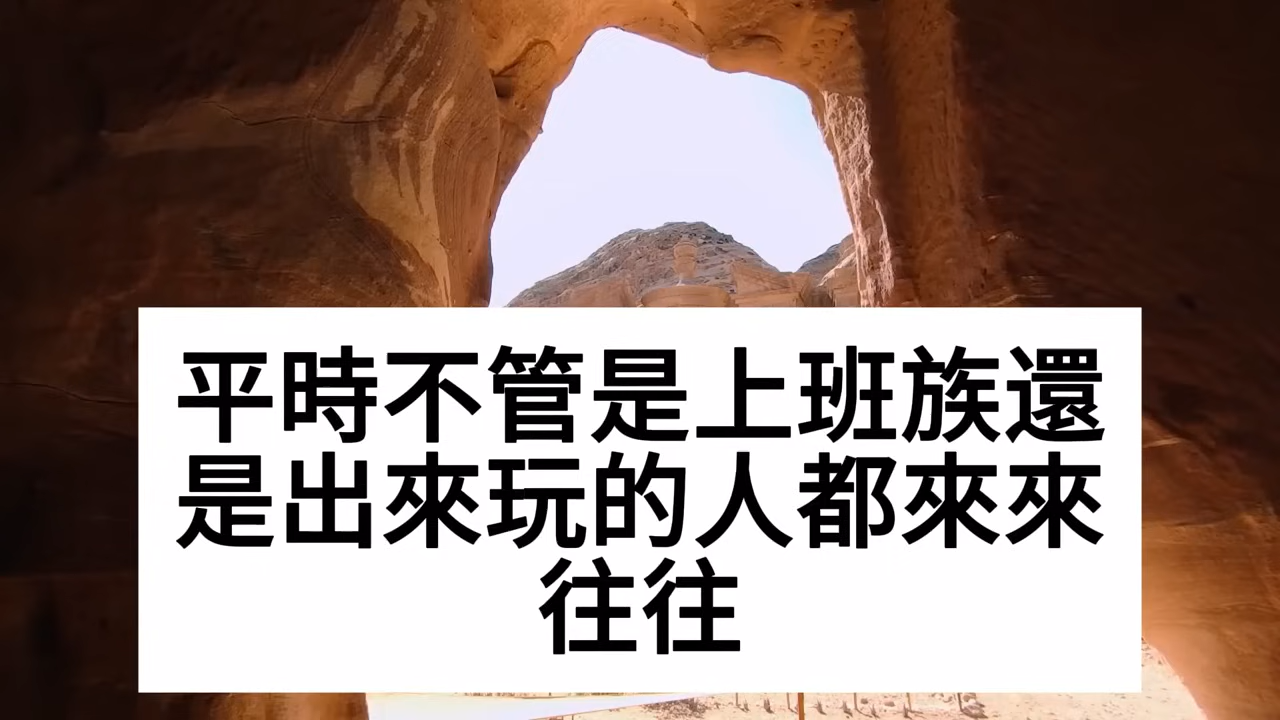 平時不管是上班族還
是出來玩的人都來來
往往